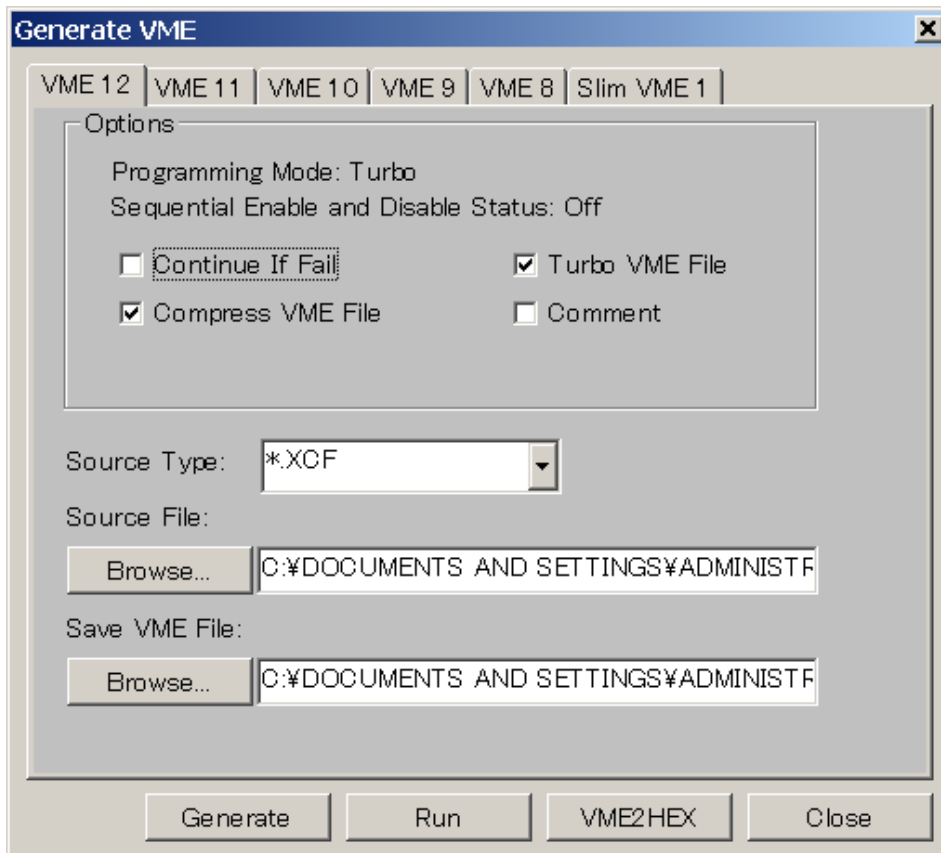 Generate VME
VME 12 VME 11 VME 10 VME 9 VME 8 Slim VME 1
Options
Programming Mode: Turbo
Sequential Enable and Disable Status: Off
Continue If Fail Turbo VME File
Compress VME File Comment
Source Type: *.XCF
Source File:
Browse... C:¥DOCUMENTS AND SETTINGS¥ADMINISTR
Save VME File:
Browse... C:¥DOCUMENTS AND SETTINGS¥ADMINISTR
Generate Run VME2HEX Close